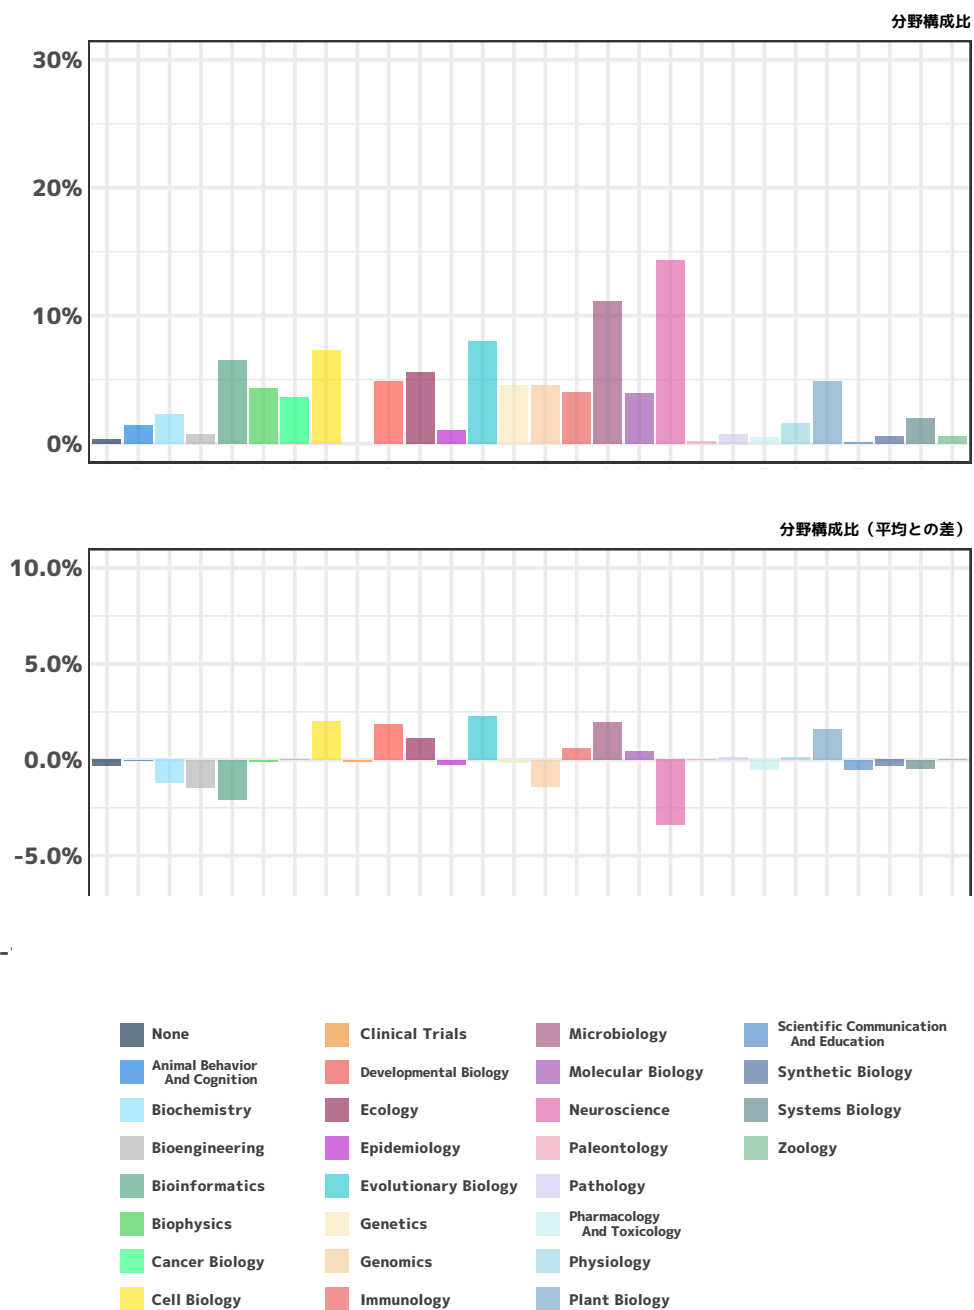 分野構成比
30%
20%
10%
0%
分野構成比（平均との差）
10.0%
5.0%
0.0%
-5.0%
None
Animal Behavior
And Cognition
Biochemistry
Bioengineering
Bioinformatics
Biophysics
Cancer Biology
Cell Biology
Clinical Trials
Developmental Biology
Ecology
Epidemiology
Evolutionary Biology
Genetics
Genomics
Immunology
Microbiology
Molecular Biology
Neuroscience
Paleontology
Pathology
Pharmacology
And Toxicology
Physiology
Plant Biology
Scientific Communication
And Education
Synthetic Biology
Systems Biology
Zoology